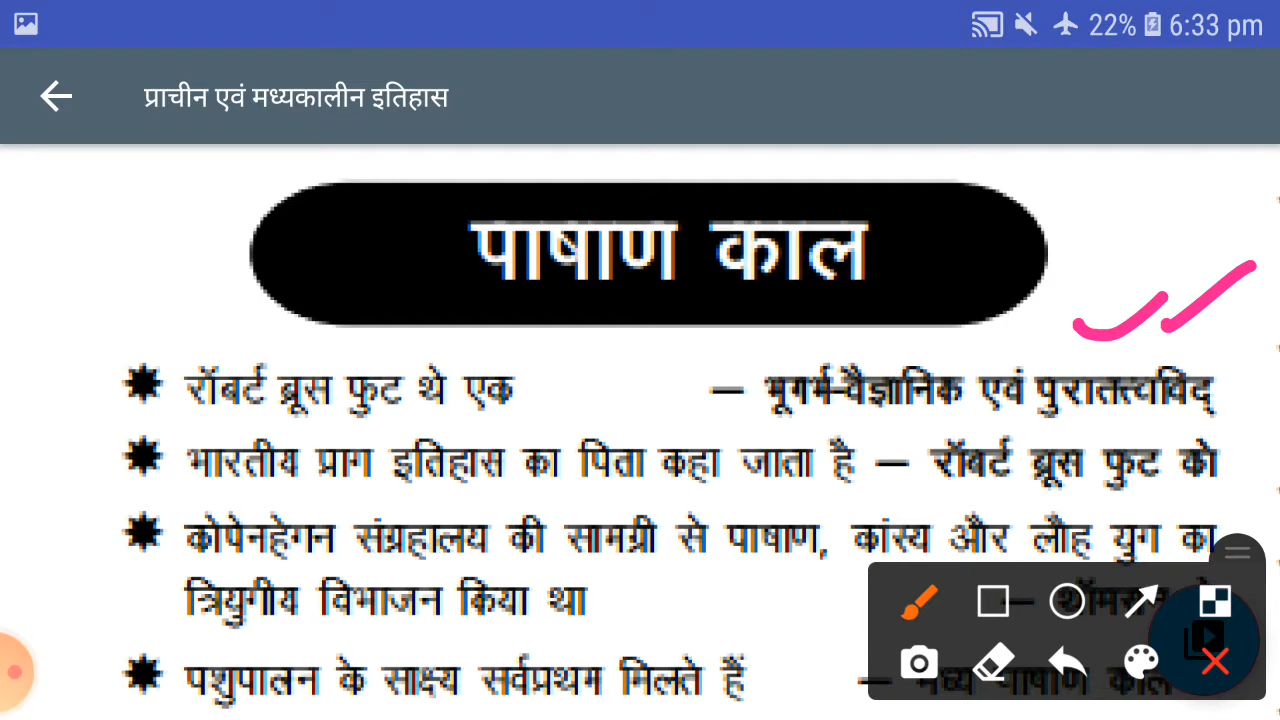 22% 6:33 pm
प्राचीन एवं मध्यकालीन इतिहास
पाषाण काल
✸ रॉबर्ट ब्रूस फुट थे एक — भूगर्भ-वैज्ञानिक एवं पुरातत्त्वविद्
✸ भारतीय प्राग इतिहास का पिता कहा जाता है — रॉबर्ट ब्रूस फुट को
✸ कोपेनहेगन संग्रहालय की सामग्री से पाषाण, कांस्य और लौह युग का
त्रियुगीय विभाजन किया था —
✸ पशुपालन के साक्ष्य सर्वप्रथम मिलते हैं — मध्य पाषाण काल